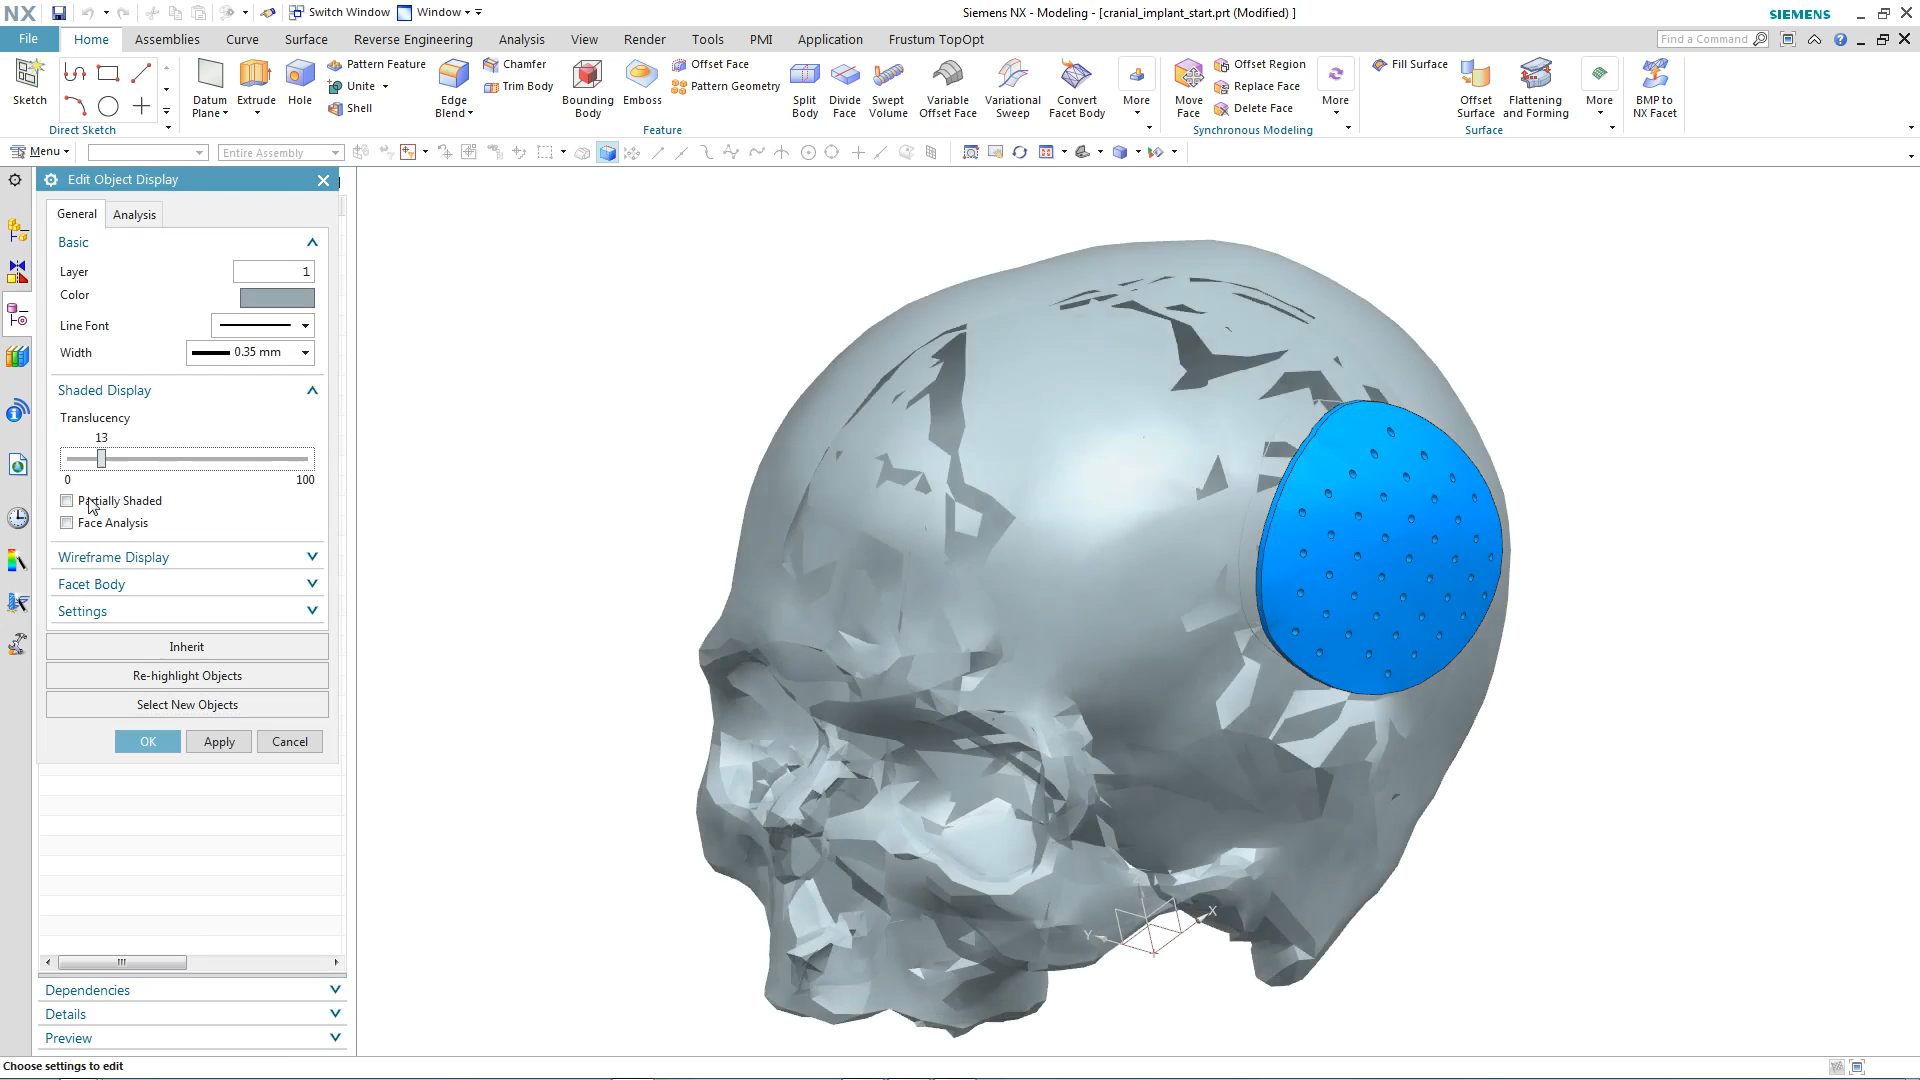 NX
Switch Window
Window
Siemens NX - Modeling - [cranial_implant_start.prt (Modified) ]
SIEMENS
File
Home
Assemblies
Curve
Surface
Reverse Engineering
Analysis
View
Render
Tools
PMI
Application
Frustum TopOpt
Find a Command
Sketch
Direct Sketch
Datum
Plane
Extrude
Hole
Pattern Feature
Unite
Shell
Edge
Blend
Chamfer
Trim Body
Bounding
Body
Emboss
Offset Face
Pattern Geometry
Split
Body
Divide
Face
Swept
Volume
Variable
Offset Face
Variational
Sweep
Convert
Facet Body
More
Feature
Move
Face
Offset Region
Replace Face
Delete Face
More
Synchronous Modeling
Fill Surface
Offset
Surface
Flattening
and Forming
More
Surface
BMP to
NX Facet
Menu
Entire Assembly
Edit Object Display
General
Analysis
Basic
Layer
1
Color
Line Font
Width
0.35 mm
Shaded Display
Translucency
13
0
100
Partially Shaded
Face Analysis
Wireframe Display
Facet Body
Settings
Inherit
Re-highlight Objects
Select New Objects
OK
Apply
Cancel
Dependencies
Details
Preview
Y
X
Choose settings to edit